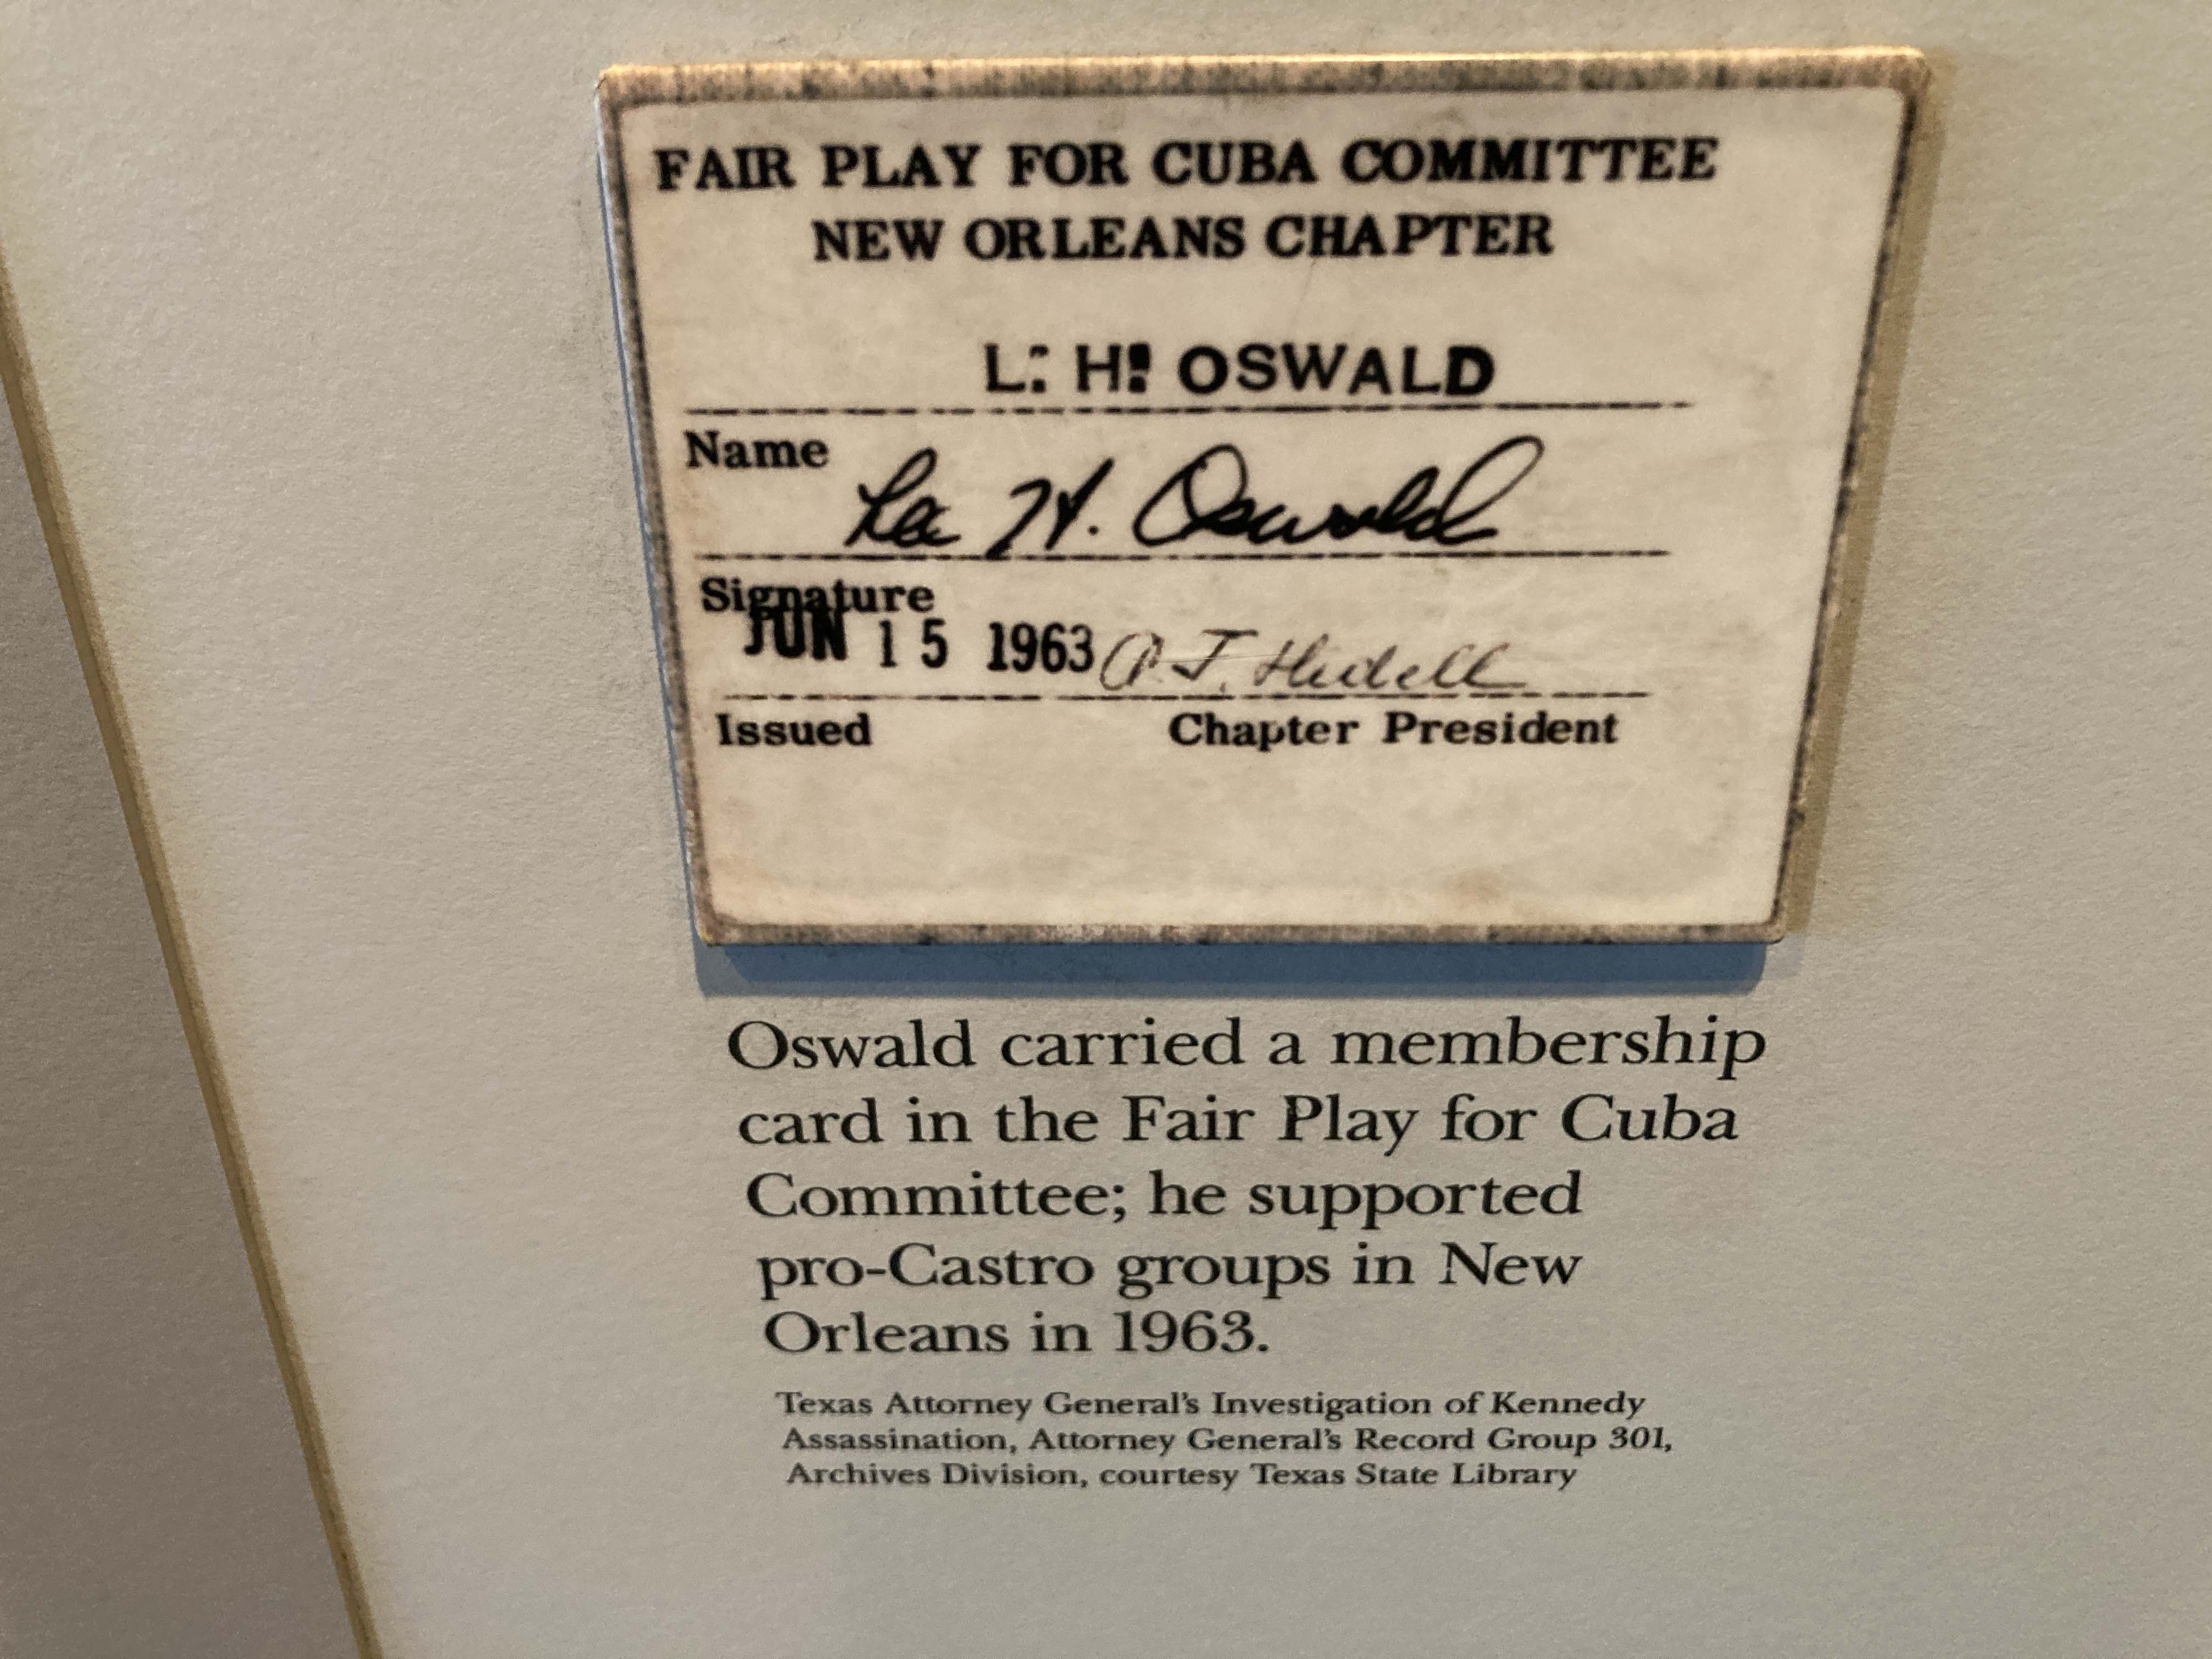 FAIR PLAY FOR CUBA COMMITTEE
NEW ORLEANS CHAPTER
L. H. OSWALD
Name
Lee H. Oswald
Signature
JUN 15 1963 A. J. Hidell
Issued Chapter President
Oswald carried a membership
card in the Fair Play for Cuba
Committee; he supported
pro-Castro groups in New
Orleans in 1963.
Texas Attorney General's Investigation of Kennedy
Assassination, Attorney General's Record Group 301,
Archives Division, courtesy Texas State Library